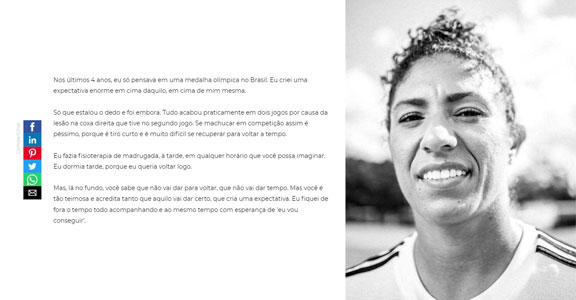 Nos últimos 4 anos, eu só pensava em uma medalha olímpica no Brasil. Eu criei uma
expectativa enorme em cima daquilo, em cima de mim mesma.
Só que estalou o dedo e foi embora. Tudo acabou praticamente em dois jogos por causa da
lesão na coxa direita que tive no segundo jogo. Se machucar em competição assim é
péssimo, porque é tiro curto e é muito difícil se recuperar para voltar a tempo.
Eu fazia fisioterapia de madrugada, à tarde, em qualquer horário que você possa imaginar.
Eu dormia tarde, porque eu queria voltar logo.
Mas, lá no fundo, você sabe que não vai dar para voltar, que não vai dar tempo. Mas você é
tão teimosa e acredita tanto que aquilo vai dar certo, que cria uma expectativa. Eu fiquei de
fora o tempo todo acompanhando e ao mesmo tempo com esperança de 'eu vou
conseguir'.